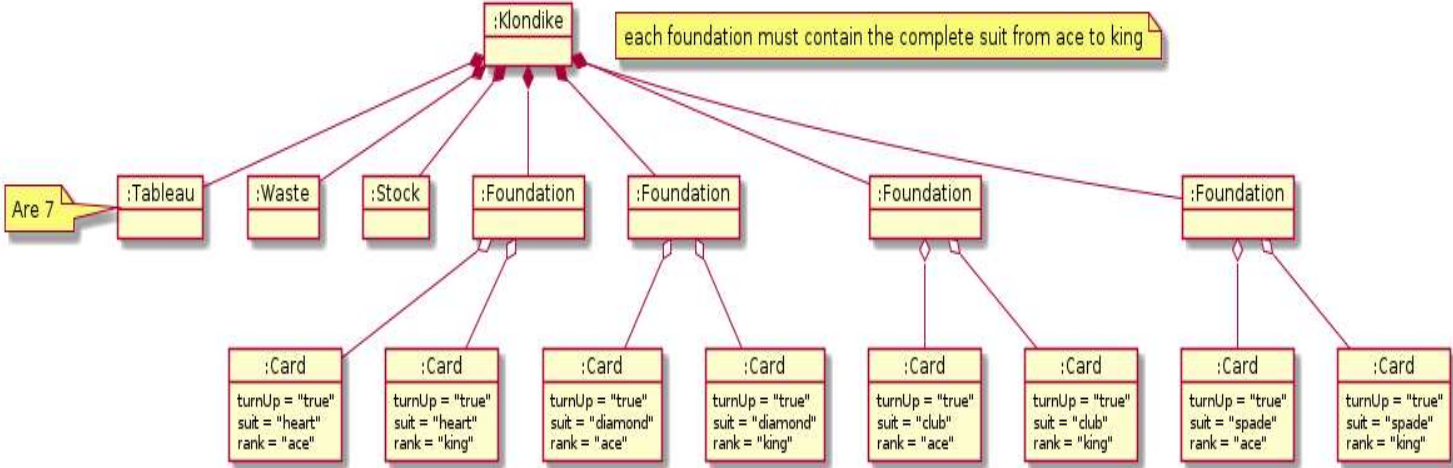 :Klondike
each foundation must contain the complete suit from ace to king
Are 7
:Tableau
:Waste
:Stock
:Foundation
:Foundation
:Foundation
:Foundation
:Card
turnUp = "true"
suit = "heart"
rank = "ace"
:Card
turnUp = "true"
suit = "heart"
rank = "king"
:Card
turnUp = "true"
suit = "diamond"
rank = "ace"
:Card
turnUp = "true"
suit = "diamond"
rank = "king"
:Card
turnUp = "true"
suit = "club"
rank = "ace"
:Card
turnUp = "true"
suit = "club"
rank = "king"
:Card
turnUp = "true"
suit = "spade"
rank = "ace"
:Card
turnUp = "true"
suit = "spade"
rank = "king"